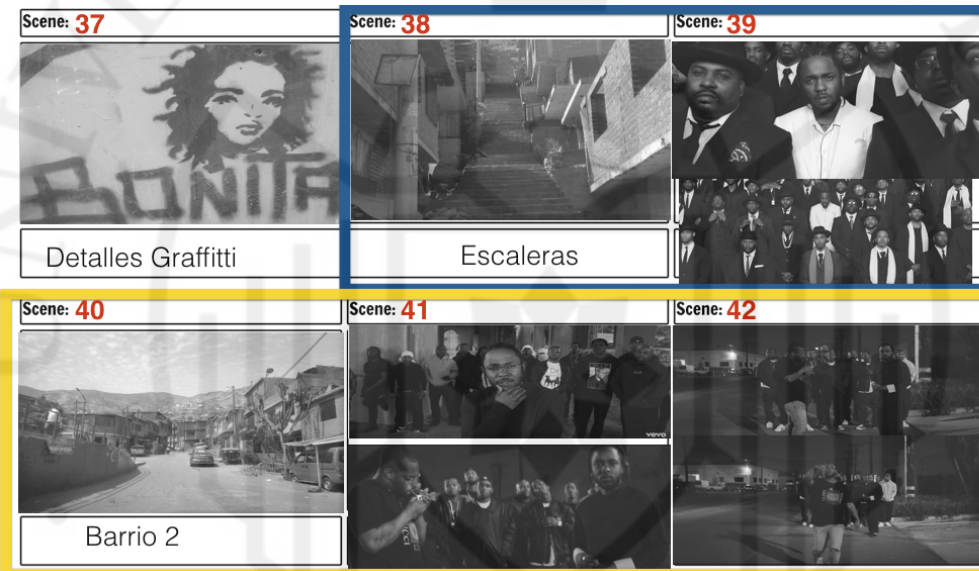 Scene: 37
Scene: 38
Scene: 39
BONITA
Detalles Graffitti
Escaleras
Scene: 40
Scene: 41
Scene: 42
vevo
Barrio 2